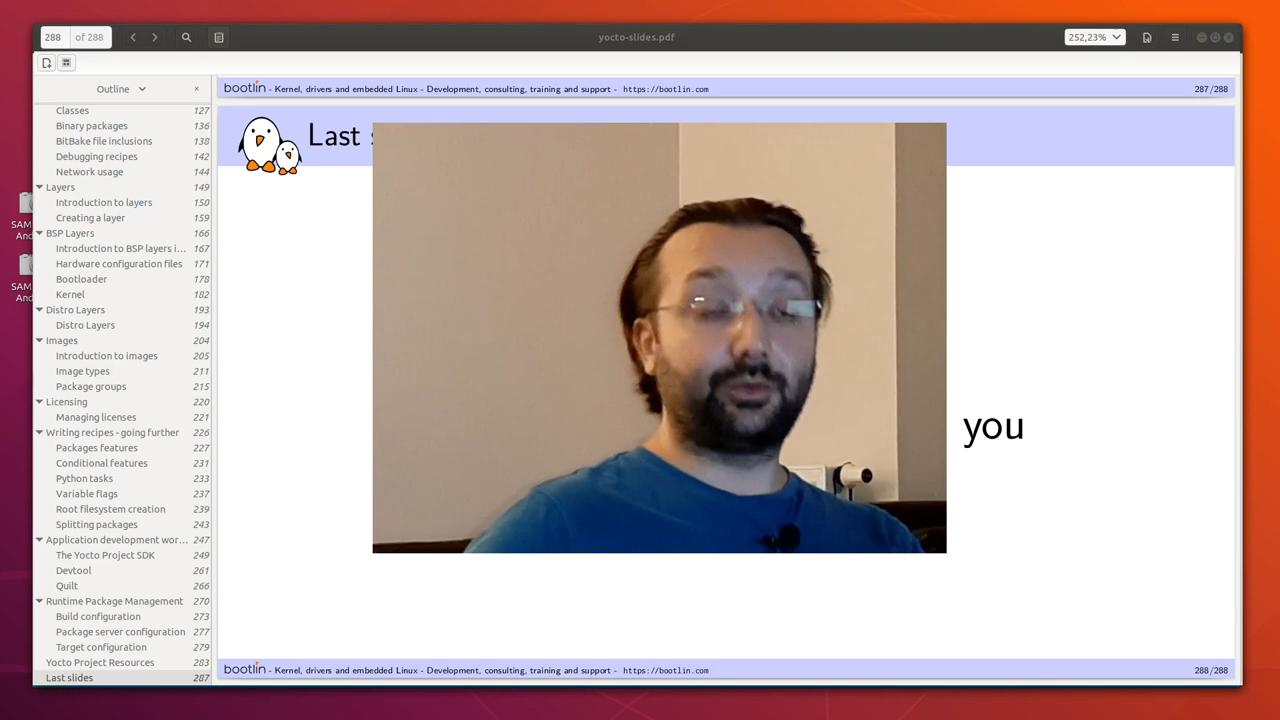 288 of 288
yocto-slides.pdf
252,23%
Outline
Classes 127
Binary packages 136
BitBake file inclusions 138
Debugging recipes 142
Network usage 144
Layers 149
Introduction to layers 150
Creating a layer 159
BSP Layers 166
Introduction to BSP layers i... 167
Hardware configuration files 171
Bootloader 178
Kernel 182
Distro Layers 193
Distro Layers 194
Images 204
Introduction to images 205
Image types 211
Package groups 215
Licensing 220
Managing licenses 221
Writing recipes - going further 226
Packages features 227
Conditional features 231
Python tasks 233
Variable flags 237
Root filesystem creation 239
Splitting packages 243
Application development wor... 247
The Yocto Project SDK 249
Devtool 261
Quilt 266
Runtime Package Management 270
Build configuration 273
Package server configuration 277
Target configuration 279
Yocto Project Resources 283
Last slides 287
bootlin - Kernel, drivers and embedded Linux - Development, consulting, training and support - https://bootlin.com 287/288
Last
you
bootlin - Kernel, drivers and embedded Linux - Development, consulting, training and support - https://bootlin.com 288/288
SAM
And
SAM
And